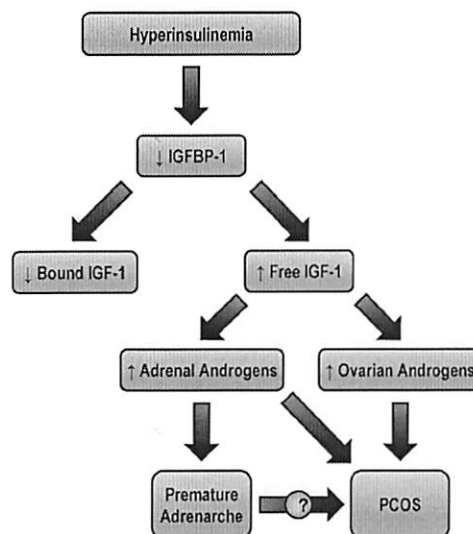 Hyperinsulinemia
↓ IGFBP-1
↓ Bound IGF-1
↑ Free IGF-1
↑ Adrenal Androgens
↑ Ovarian Androgens
Premature
Adrenarche
?
PCOS